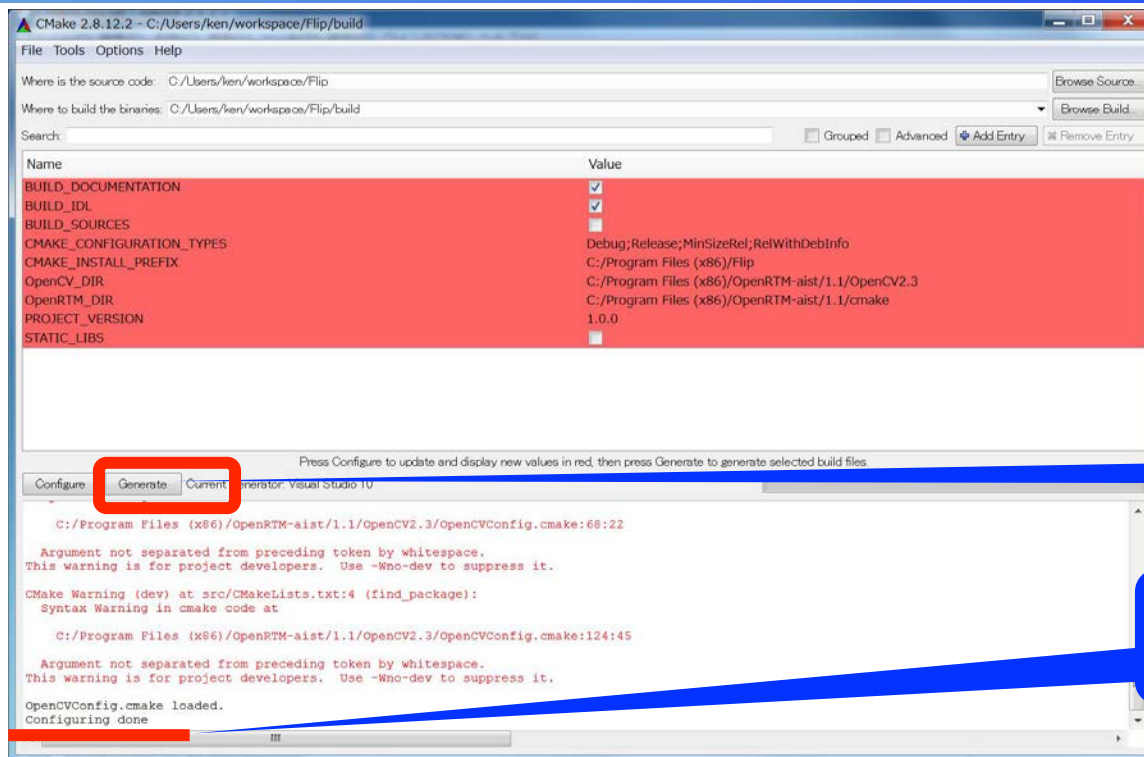 CMake 2.8.12.2 - C:/Users/ken/workspace/Flip/build
File Tools Options Help
Where is the source code: C:/Users/ken/workspace/Flip Browse Source...
Where to build the binaries: C:/Users/ken/workspace/Flip/build Browse Build...
Search: Grouped Advanced Add Entry Remove Entry
Name Value
BUILD_DOCUMENTATION
BUILD_IDL
BUILD_SOURCES
CMAKE_CONFIGURATION_TYPES Debug;Release;MinSizeRel;RelWithDebInfo
CMAKE_INSTALL_PREFIX C:/Program Files (x86)/Flip
OpenCV_DIR C:/Program Files (x86)/OpenRTM-aist/1.1/OpenCV2.3
OpenRTM_DIR C:/Program Files (x86)/OpenRTM-aist/1.1/cmake
PROJECT_VERSION 1.0.0
STATIC_LIBS
Press Configure to update and display new values in red, then press Generate to generate selected build files.
Configure Generate Current Generator: Visual Studio 10
C:/Program Files (x86)/OpenRTM-aist/1.1/OpenCV2.3/OpenCVConfig.cmake:68:22
Argument not separated from preceding token by whitespace.
This warning is for project developers. Use -Wno-dev to suppress it.
CMake Warning (dev) at src/CMakeLists.txt:4 (find_package):
Syntax Warning in cmake code at
C:/Program Files (x86)/OpenRTM-aist/1.1/OpenCV2.3/OpenCVConfig.cmake:124:45
Argument not separated from preceding token by whitespace.
This warning is for project developers. Use -Wno-dev to suppress it.
OpenCVConfig.cmake loaded.
Configuring done